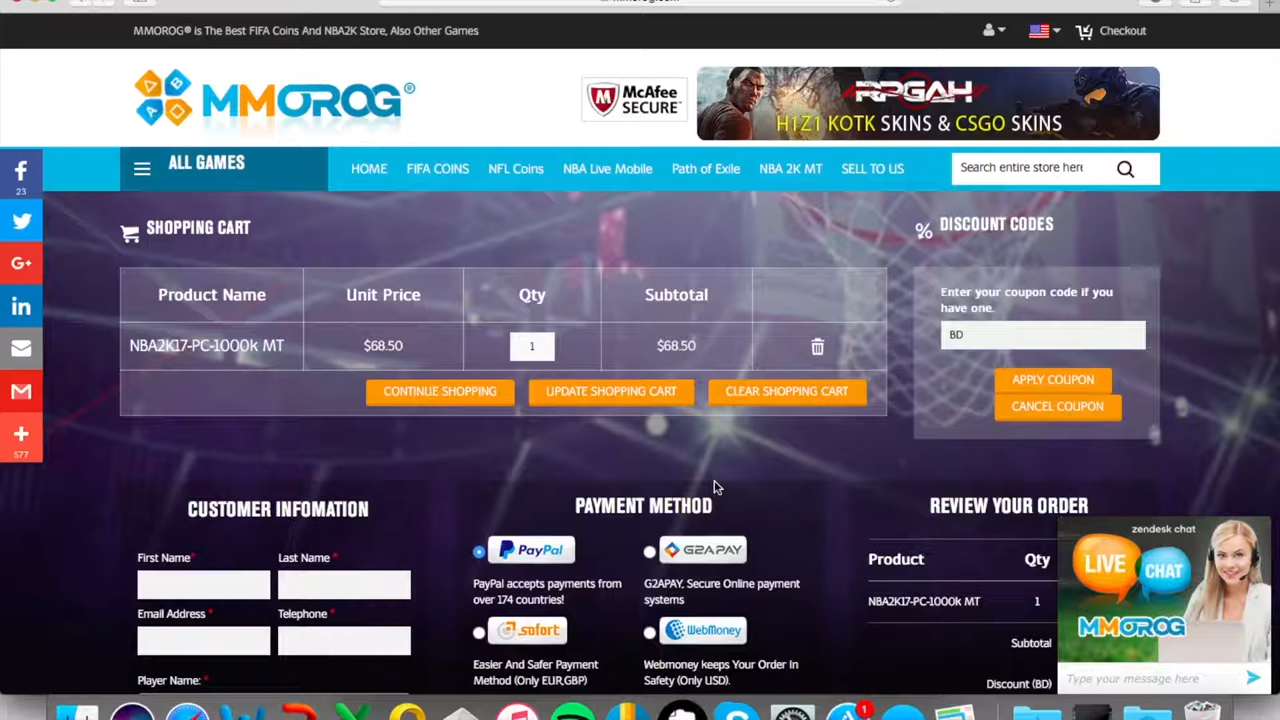 MMOROG® is The Best FIFA Coins And NBA2K Store, Also Other Games
Checkout
MMOROG®
McAfee
SECURE
RPGAH
H1Z1 KOTK SKINS & CSGO SKINS
ALL GAMES
HOME
FIFA COINS
NFL Coins
NBA Live Mobile
Path of Exile
NBA 2K MT
SELL TO US
Search entire store here
23
G+
in
577
SHOPPING CART
Product Name
Unit Price
Qty
Subtotal
NBA2K17-PC-1000k MT
$68.50
1
$68.50
CONTINUE SHOPPING
UPDATE SHOPPING CART
CLEAR SHOPPING CART
% DISCOUNT CODES
Enter your coupon code if you
have one.
BD
APPLY COUPON
CANCEL COUPON
CUSTOMER INFOMATION
First Name*
Last Name *
Email Address *
Telephone *
Player Name: *
PAYMENT METHOD
PayPal
PayPal accepts payments from
over 174 countries!
G2A PAY
G2APAY, Secure Online payment
systems
sofort
Easier And Safer Payment
Method (Only EUR,GBP)
WebMoney
Webmoney keeps Your Order In
Safety (Only USD).
REVIEW YOUR ORDER
Product
Qty
NBA2K17-PC-1000k MT
1
Subtotal
Discount (BD)
zendesk chat
LIVE
CHAT
MMOROG
Type your message here
1